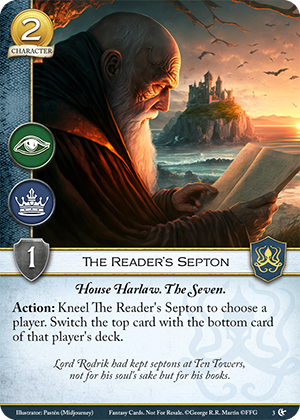 2
CHARACTER
1
THE READER'S SEPTON
House Harlaw. The Seven.
Action: Kneel The Reader's Septon to choose a
player. Switch the top card with the bottom card
of that player's deck.
Lord Rodrik had kept septons at Ten Towers,
not for his soul's sake but for his books.
Illustrator: Pastén (Midjourney) Fantasy Cards. Not For Resale. ©George R.R. Martin ©FFG 3